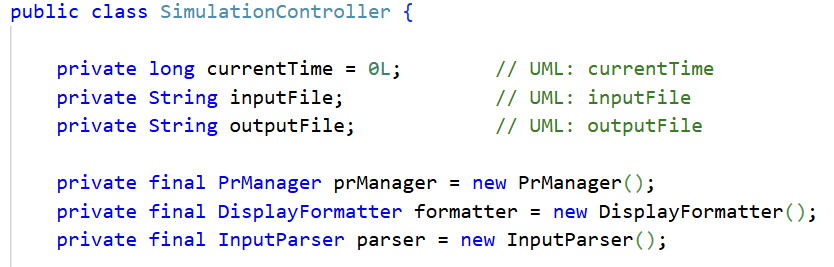 public class SimulationController {
private long currentTime = 0L; // UML: currentTime
private String inputFile; // UML: inputFile
private String outputFile; // UML: outputFile
private final PrManager prManager = new PrManager();
private final DisplayFormatter formatter = new DisplayFormatter();
private final InputParser parser = new InputParser();